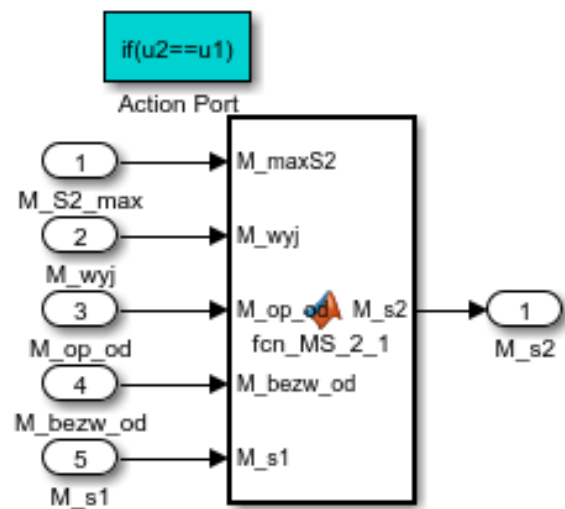 if(u2==u1)
Action Port
1
M_S2_max
2
M_wyj
3
M_op_od
4
M_bezw_od
5
M_s1
M_maxS2
M_wyj
M_op_od
M_s2
fcn_MS_2_1
M_bezw_od
M_s1
1
M_s2